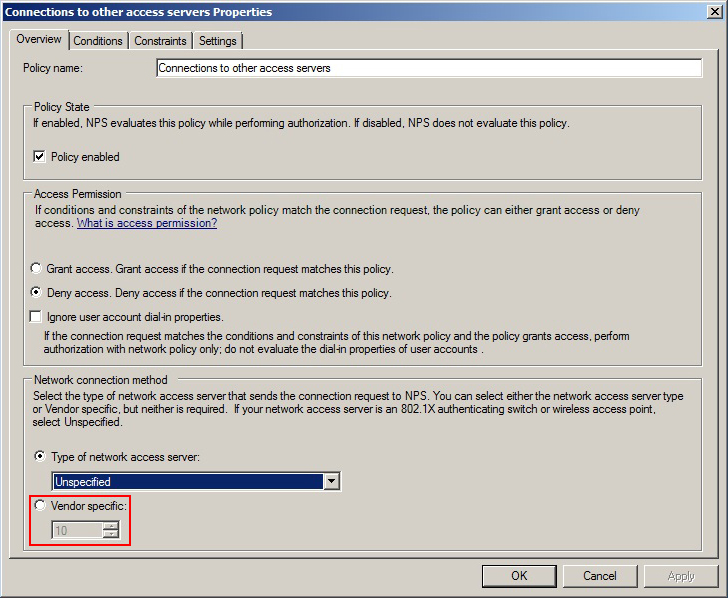 Connections to other access servers Properties
Overview
Conditions
Constraints
Settings
Policy name:
Connections to other access servers
Policy State
If enabled, NPS evaluates this policy while performing authorization. If disabled, NPS does not evaluate this policy.
Policy enabled
Access Permission
If conditions and constraints of the network policy match the connection request, the policy can either grant access or deny
access. What is access permission?
Grant access. Grant access if the connection request matches this policy.
Deny access. Deny access if the connection request matches this policy.
Ignore user account dial-in properties.
If the connection request matches the conditions and constraints of this network policy and the policy grants access, perform
authorization with network policy only; do not evaluate the dial-in properties of user accounts .
Network connection method
Select the type of network access server that sends the connection request to NPS. You can select either the network access server type
or Vendor specific, but neither is required.  If your network access server is an 802.1X authenticating switch or wireless access point,
select Unspecified.
Type of network access server:
Unspecified
Vendor specific:
10
OK
Cancel
Apply